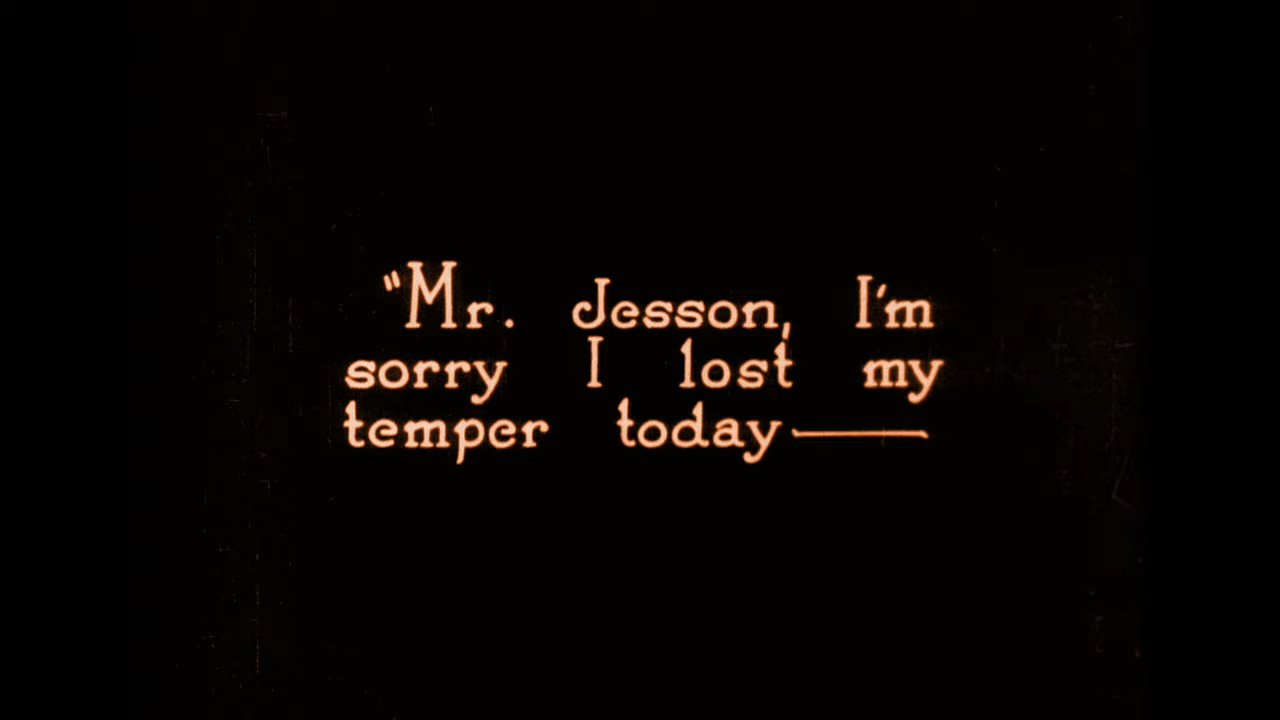 "Mr. Jesson, I'm
sorry I lost my
temper today——